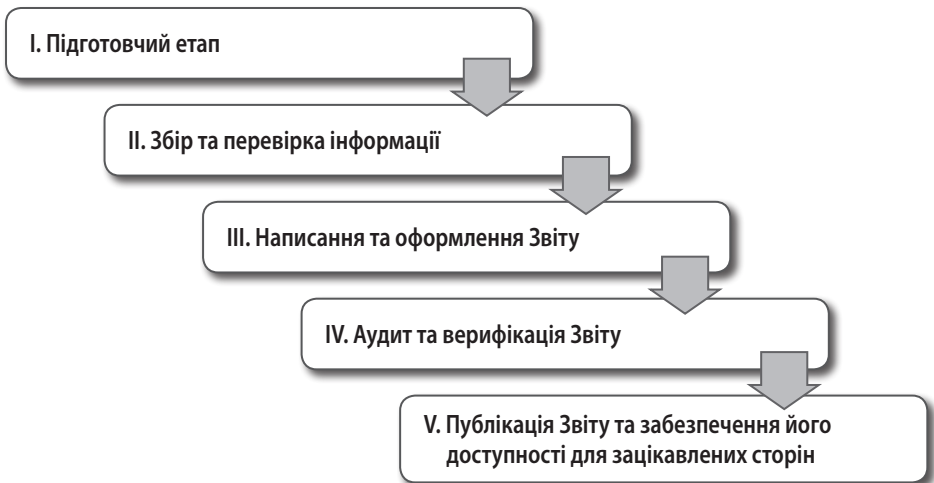 I. Підготовчий етап
II. Збір та перевірка інформації
III. Написання та оформлення Звіту
IV. Аудит та верифікація Звіту
V. Публікація Звіту та забезпечення його
доступності для зацікавлених сторін